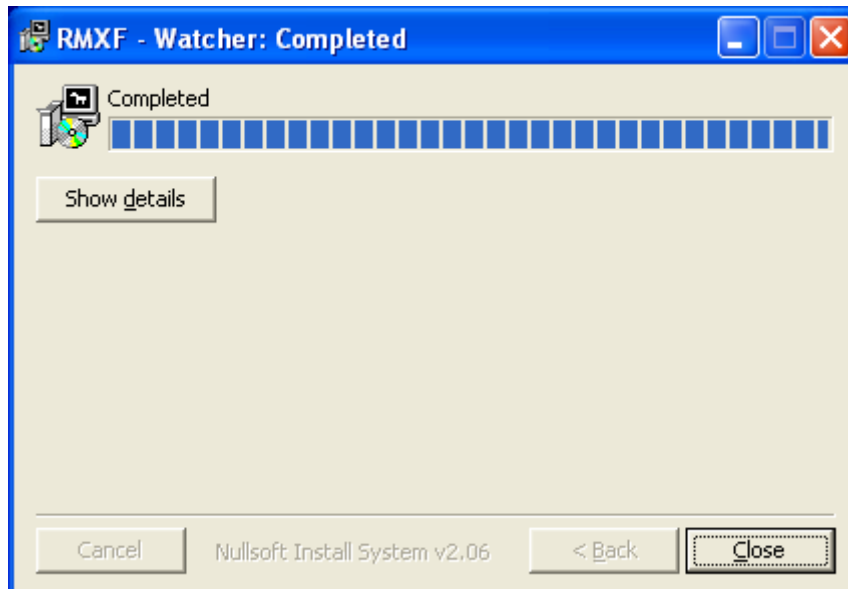 RMXF - Watcher: Completed
Completed
Show details
Cancel
Nullsoft Install System v2.06
< Back
Close